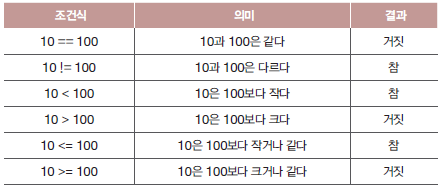 조건식 의미 결과
10 == 100 10과 100은 같다 거짓
10 != 100 10과 100은 다르다 참
10 < 100 10은 100보다 작다 참
10 > 100 10은 100보다 크다 거짓
10 <= 100 10은 100보다 작거나 같다 참
10 >= 100 10은 100보다 크거나 같다 거짓